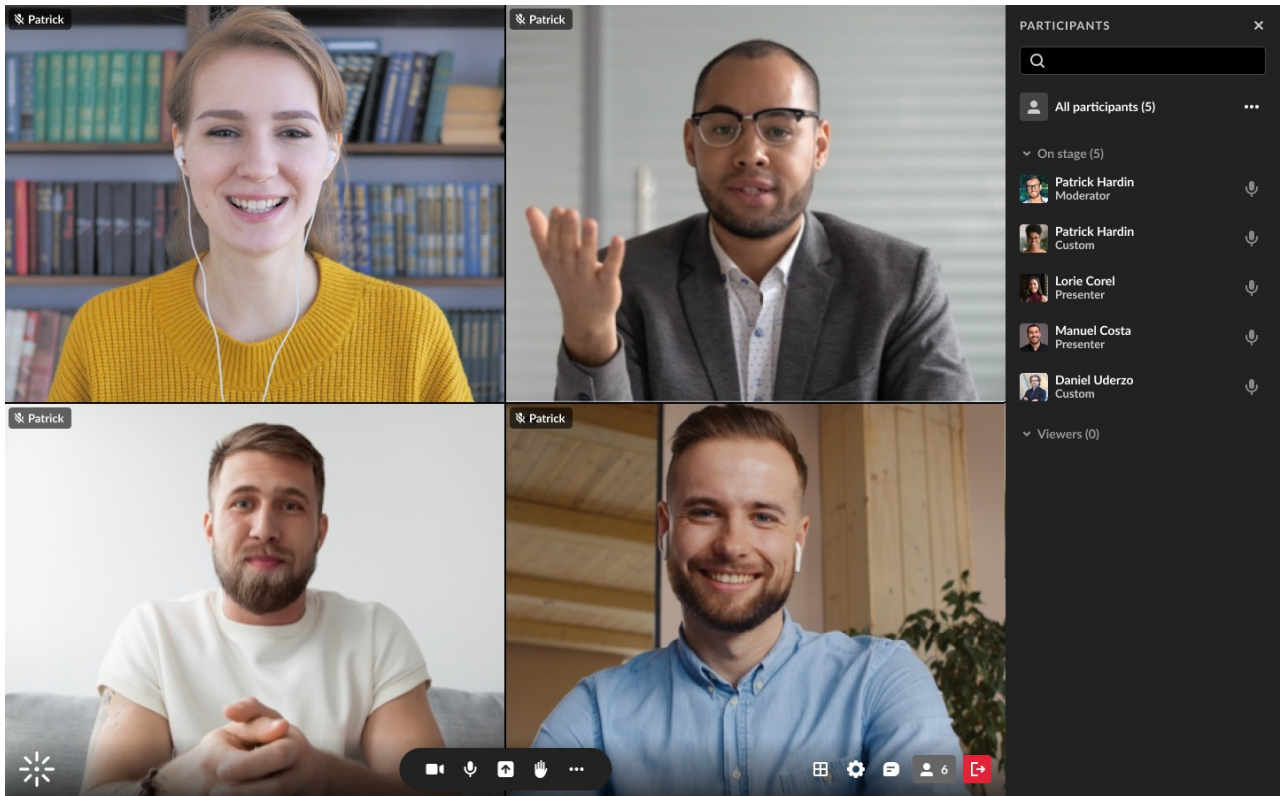 Patrick
Patrick
Patrick
Patrick
6
PARTICIPANTS
All participants (5)
On stage (5)
Patrick Hardin
Moderator
Patrick Hardin
Custom
Lorie Corel
Presenter
Manuel Costa
Presenter
Daniel Uderzo
Custom
Viewers (0)